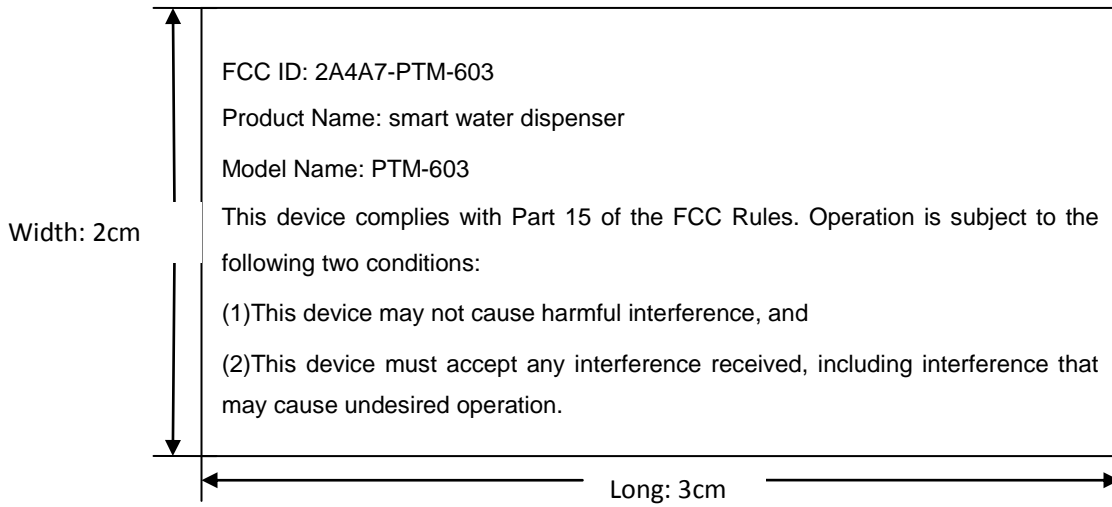 FCC ID: 2A4A7-PTM-603
Product Name: smart water dispenser
Model Name: PTM-603
This device complies with Part 15 of the FCC Rules. Operation is subject to the
Width: 2cm
following two conditions:
(1)This device may not cause harmful interference, and
(2)This device must accept any interference received, including interference that
may cause undesired operation.
Long: 3cm